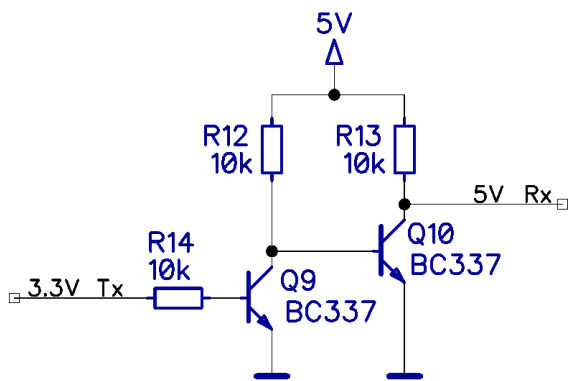 5V
R12
10k
R13
10k
5V Rx
R14
10k
Q10
BC337
3.3V Tx
Q9
BC337